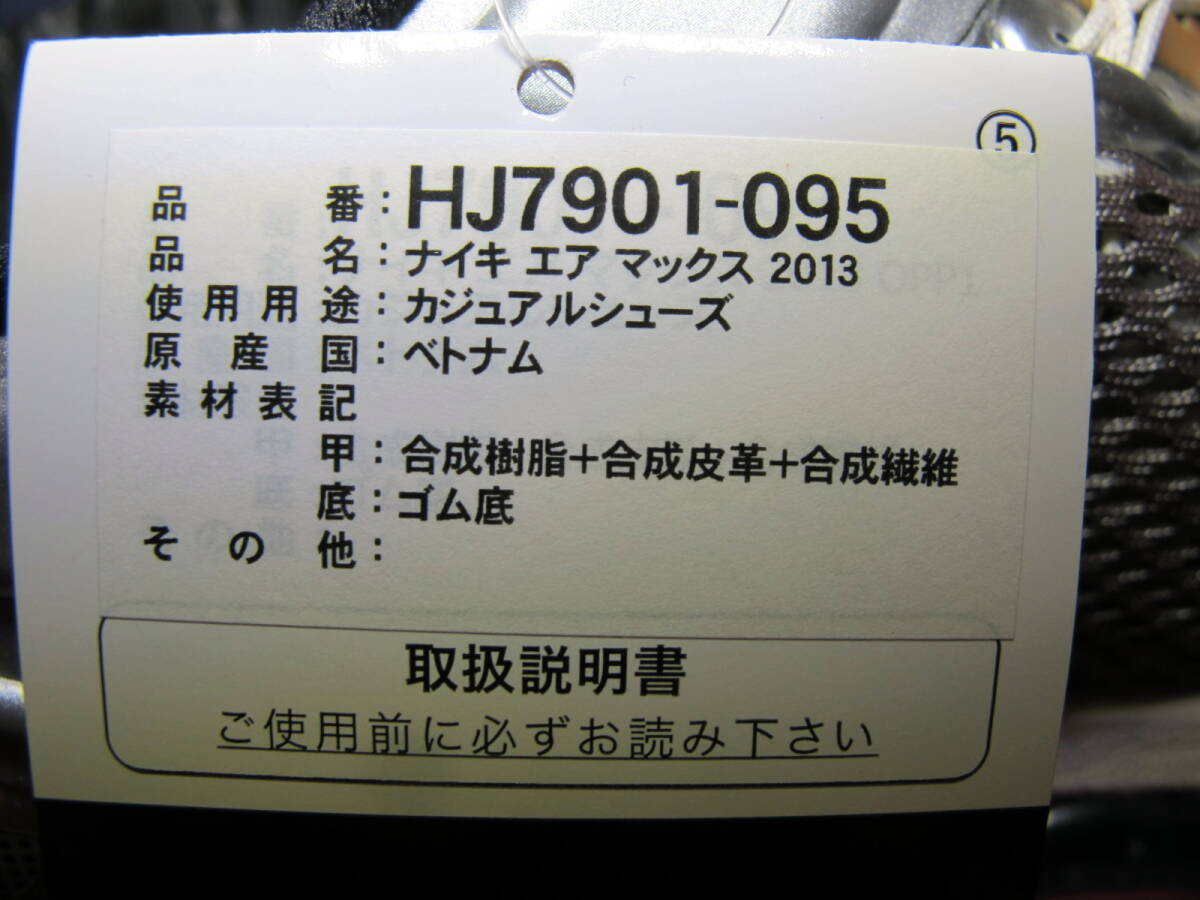 ⑤
品番：HJ7901-095
品名：ナイキ エア マックス 2013
使用用途：カジュアルシューズ
原産国：ベトナム
素材表記
甲：合成樹脂＋合成皮革＋合成繊維
底：ゴム底
その他：
取扱説明書
ご使用前に必ずお読み下さい